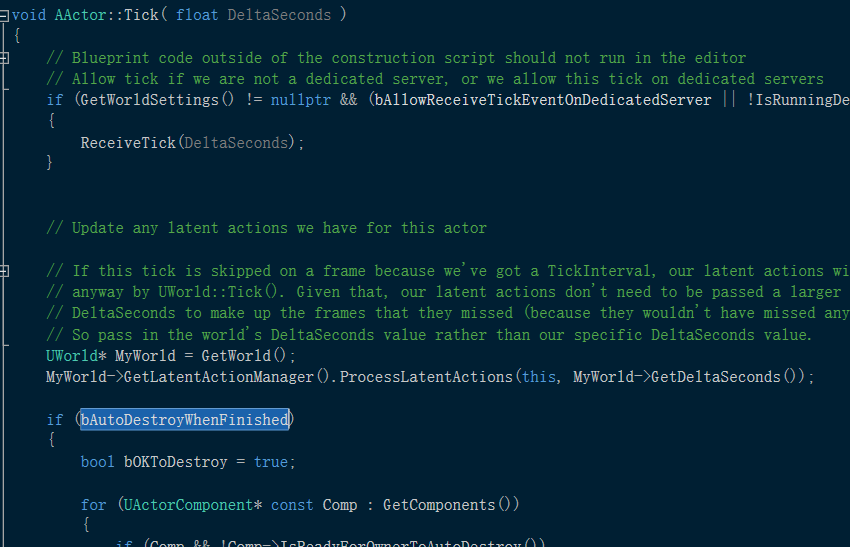 void AActor::Tick( float DeltaSeconds )
{
// Blueprint code outside of the construction script should not run in the editor
// Allow tick if we are not a dedicated server, or we allow this tick on dedicated servers
if (GetWorldSettings() != nullptr && (bAllowReceiveTickEventOnDedicatedServer || !IsRunningDe
{
ReceiveTick(DeltaSeconds);
}
// Update any latent actions we have for this actor
// If this tick is skipped on a frame because we've got a TickInterval, our latent actions wi
// anyway by UWorld::Tick(). Given that, our latent actions don't need to be passed a larger
// DeltaSeconds to make up the frames that they missed (because they wouldn't have missed any
// So pass in the world's DeltaSeconds value rather than our specific DeltaSeconds value.
UWorld* MyWorld = GetWorld();
MyWorld->GetLatentActionManager().ProcessLatentActions(this, MyWorld->GetDeltaSeconds());
if (bAutoDestroyWhenFinished)
{
bool bOKToDestroy = true;
for (UActorComponent* const Comp : GetComponents())
{
if (Comp && !Comp->IsReadyForOwnerToAutoDestroy())